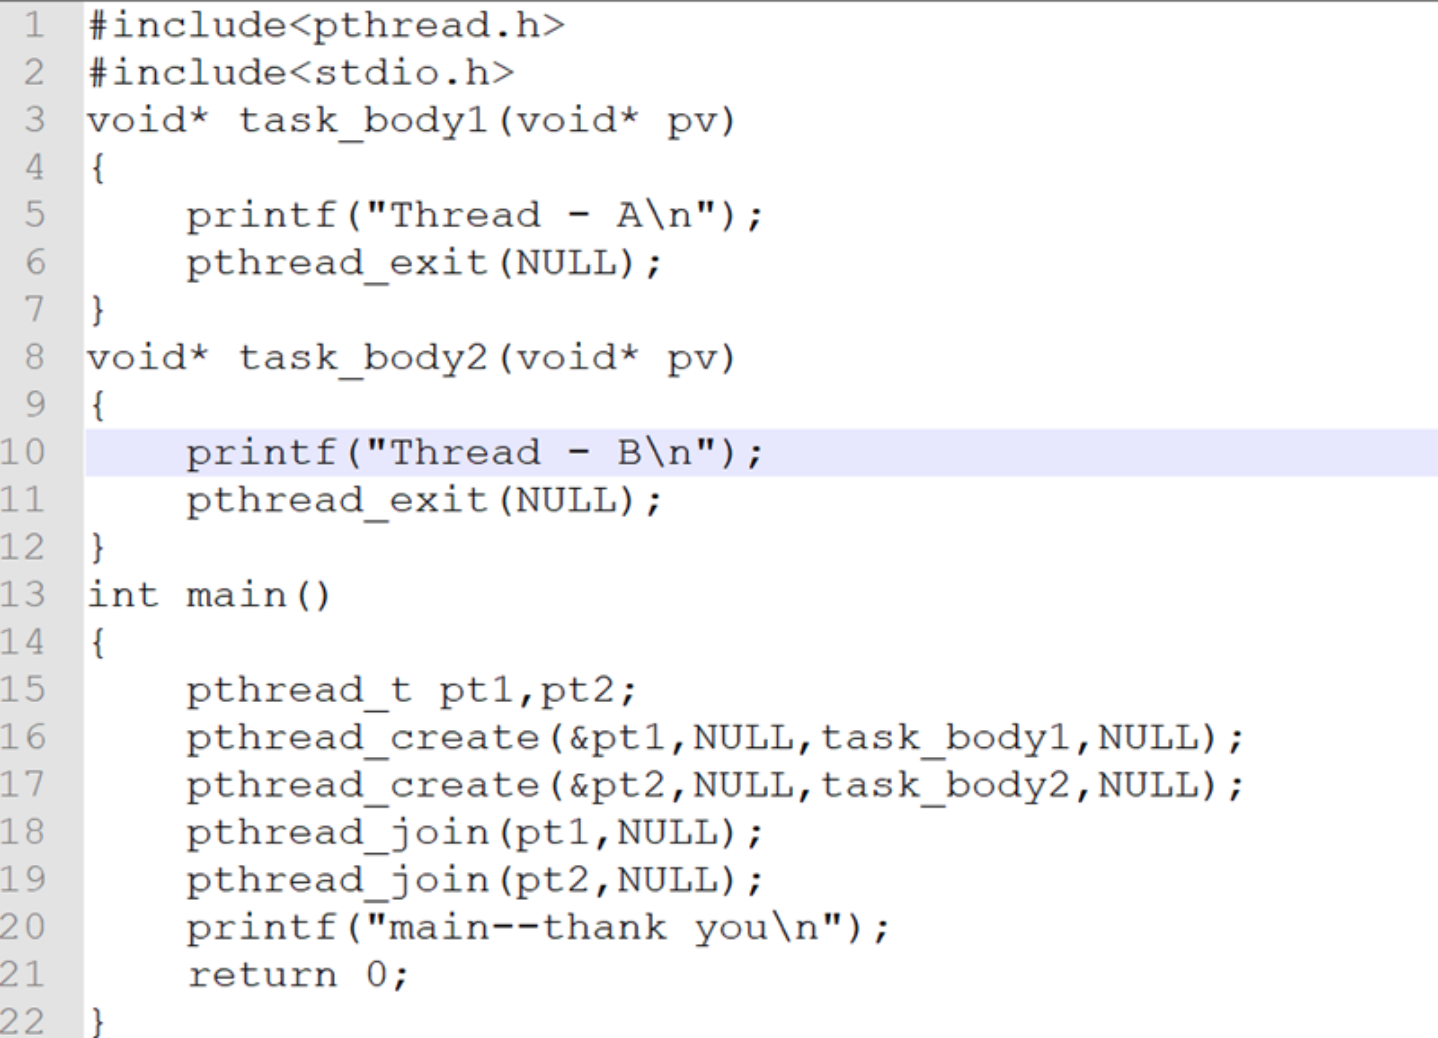 1 #include<pthread.h>
2 #include<stdio.h>
3 void* task_body1(void* pv)
4 {
5     printf("Thread - A\n");
6     pthread_exit(NULL);
7 }
8 void* task_body2(void* pv)
9 {
10     printf("Thread - B\n");
11     pthread_exit(NULL);
12 }
13 int main()
14 {
15     pthread_t pt1,pt2;
16     pthread_create(&pt1,NULL,task_body1,NULL);
17     pthread_create(&pt2,NULL,task_body2,NULL);
18     pthread_join(pt1,NULL);
19     pthread_join(pt2,NULL);
20     printf("main--thank you\n");
21     return 0;
22 }